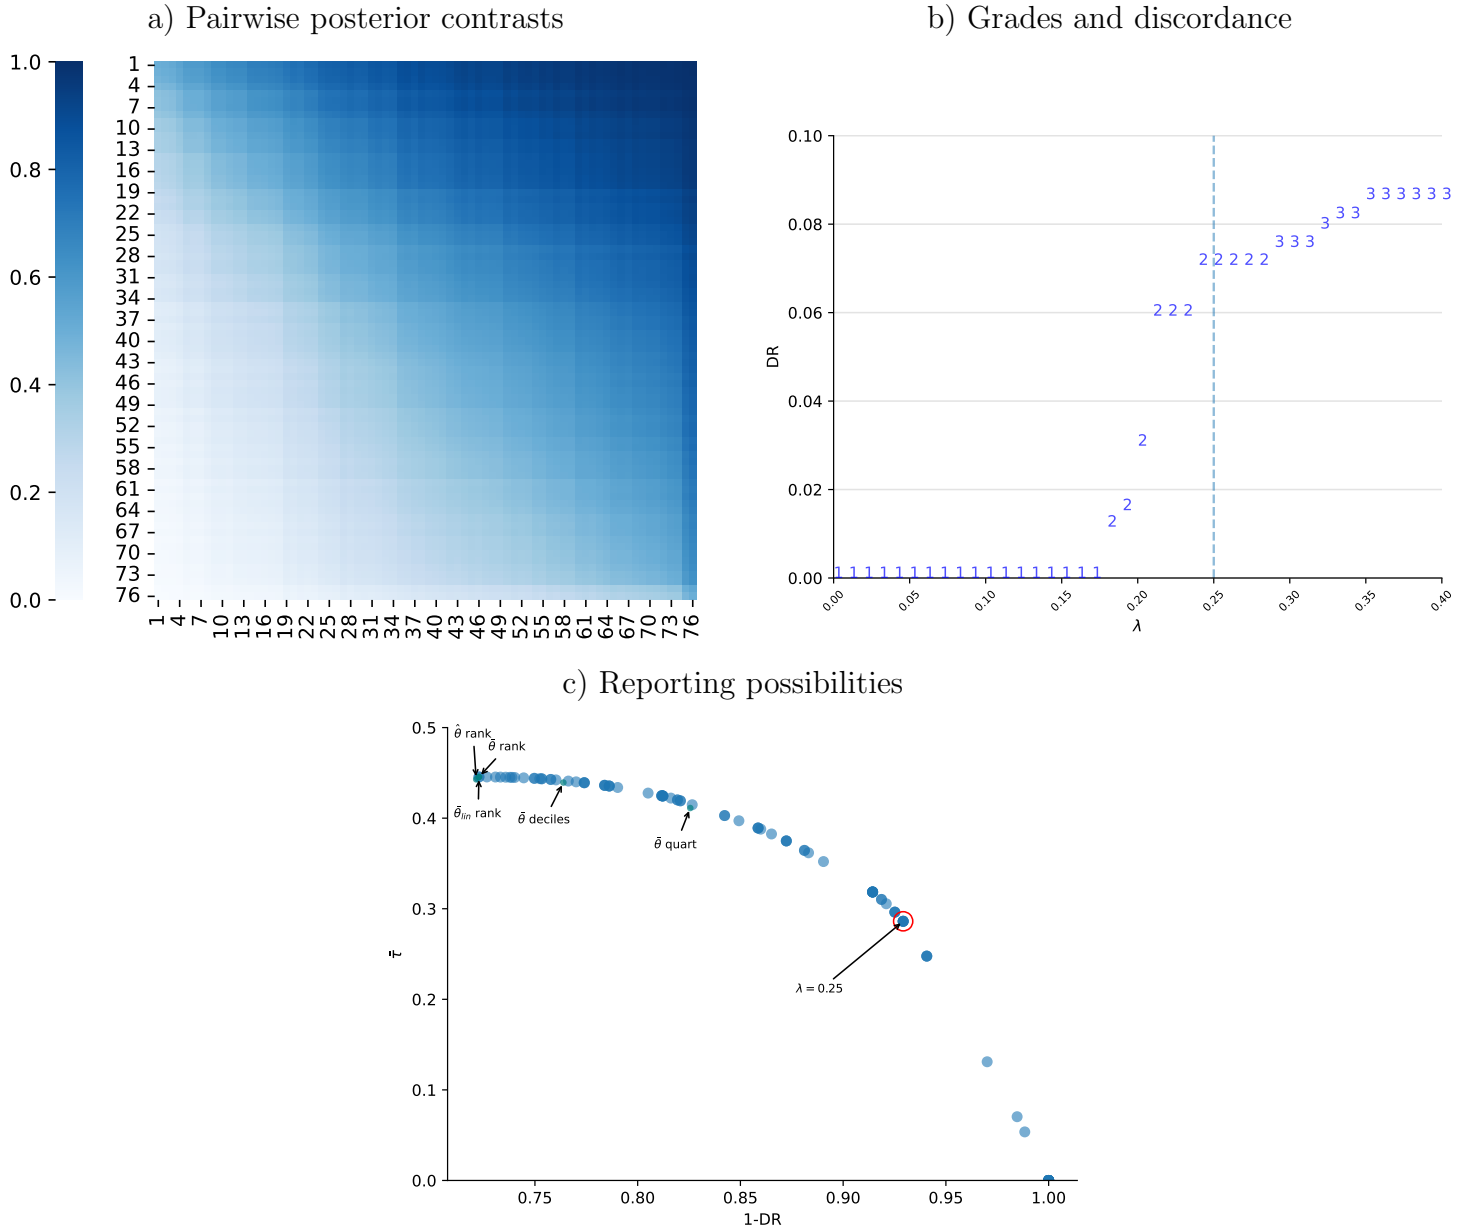 a) Pairwise posterior contrasts
b) Grades and discordance
1.0
0.8
0.6
0.4
0.2
0.0
1
4
7
10
13
16
19
22
25
28
31
34
37
40
43
46
49
52
55
58
61
64
67
70
73
76
1 4 7 10 13 16 19 22 25 28 31 34 37 40 43 46 49 52 55 58 61 64 67 70 73 76
0.10
0.08
0.06
0.04
0.02
0.00
DR
3 3 3 3 3 3
3 3
3
3 3 3
2 2 2 2 2
2 2 2
2
2
2
1 1 1 1 1 1 1 1 1 1 1 1 1 1 1 1 1 1
0.00 0.05 0.10 0.15 0.20 0.25 0.30 0.35 0.40
λ
c) Reporting possibilities
0.5
0.4
0.3
0.2
0.1
0.0
τ̄
θ̂ rank
θ̄ rank
θ̄lin rank
θ̄ deciles
θ̄ quart
λ = 0.25
0.75 0.80 0.85 0.90 0.95 1.00
1-DR